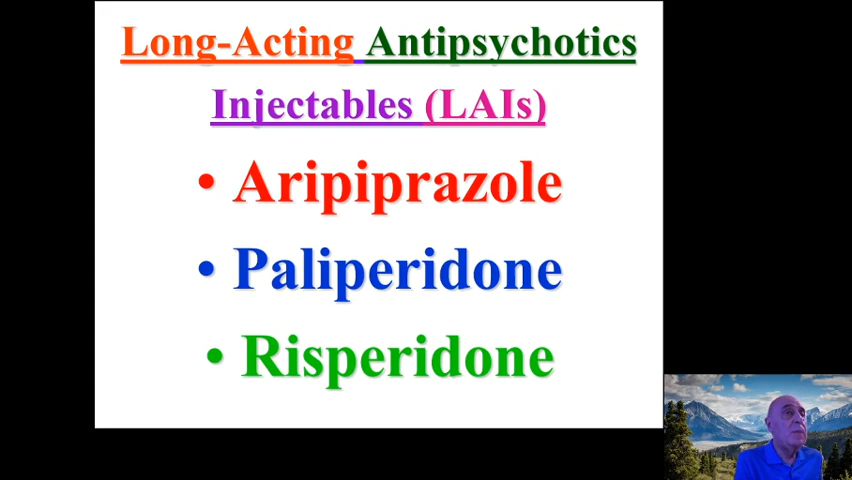 Long-Acting Antipsychotics
Injectables (LAIs)
• Aripiprazole
• Paliperidone
• Risperidone